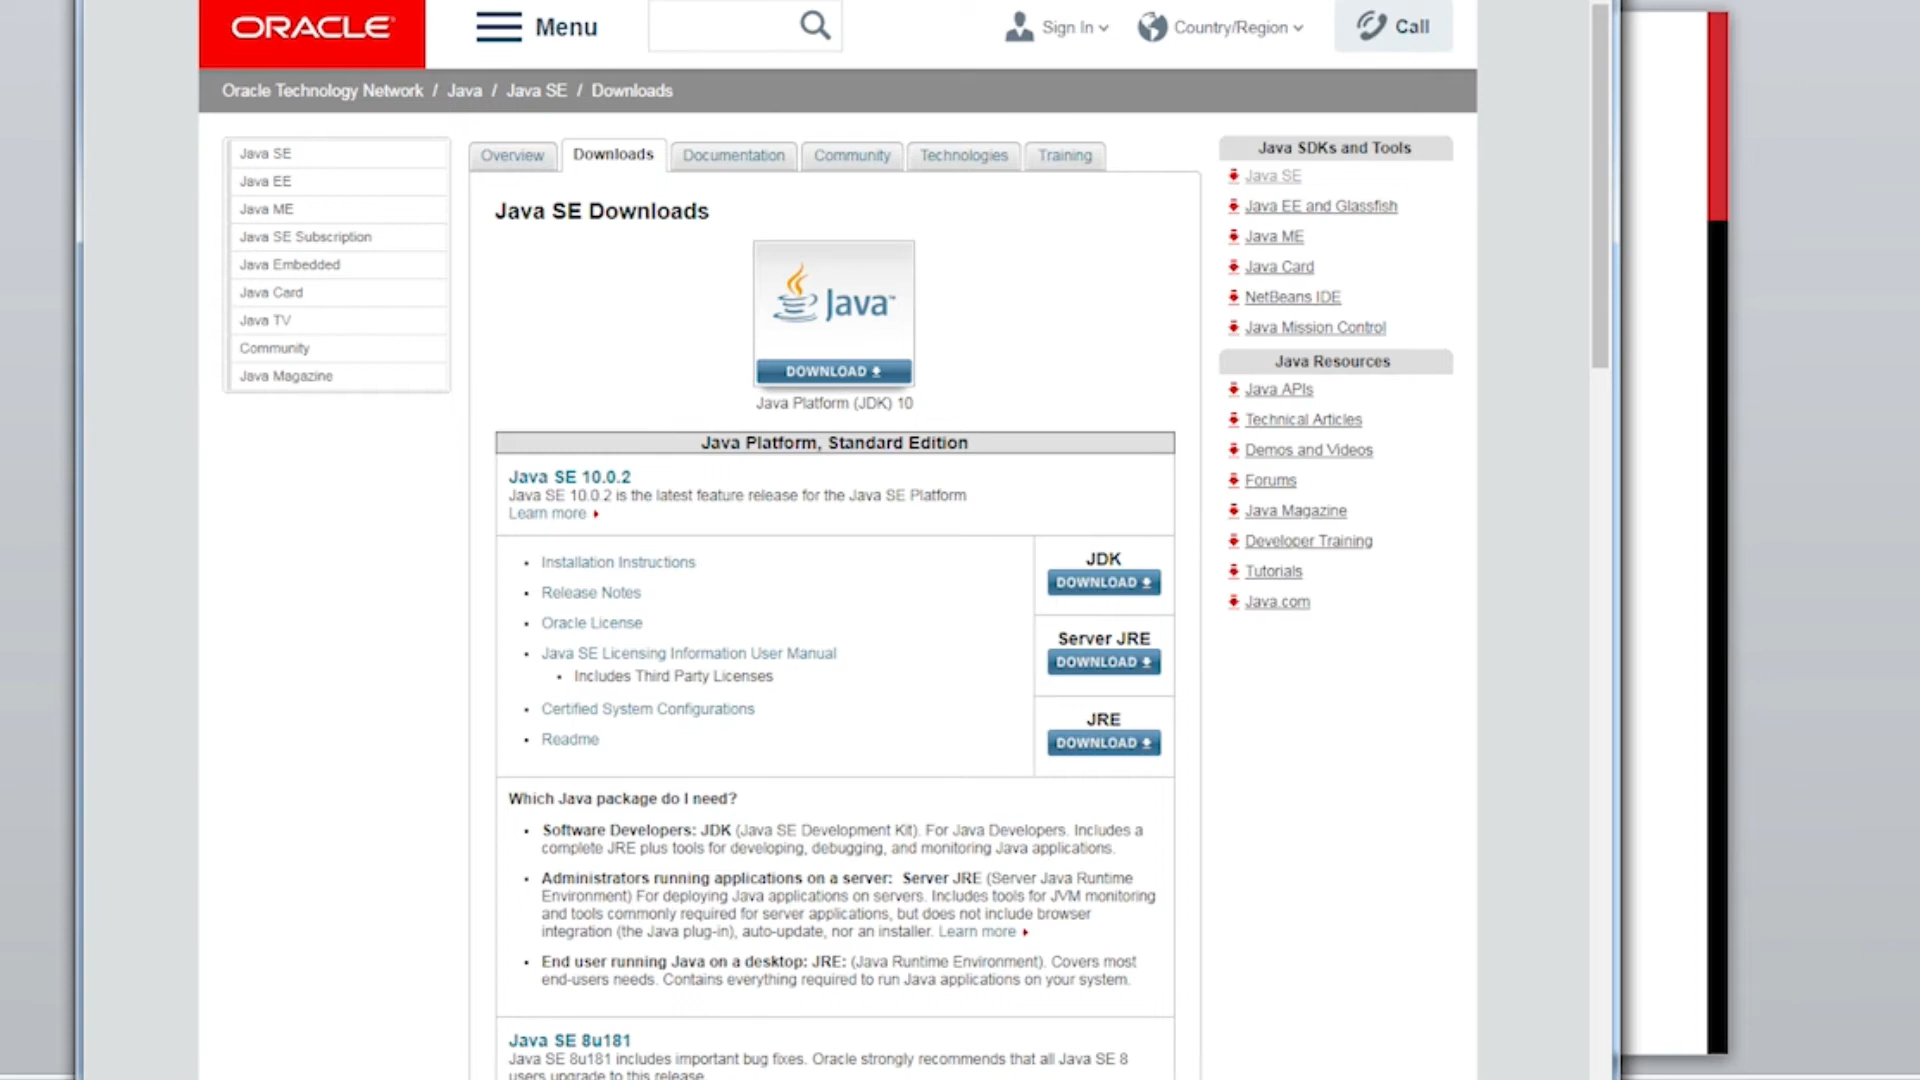 ORACLE
Menu
Sign In
Country/Region
Call
Oracle Technology Network / Java / Java SE / Downloads
Java SE
Java EE
Java ME
Java SE Subscription
Java Embedded
Java Card
Java TV
Community
Java Magazine
Overview
Downloads
Documentation
Community
Technologies
Training
Java SE Downloads
Java™
DOWNLOAD
Java Platform (JDK) 10
Java Platform, Standard Edition
Java SE 10.0.2
Java SE 10.0.2 is the latest feature release for the Java SE Platform
Learn more
Installation Instructions
Release Notes
Oracle License
Java SE Licensing Information User Manual
Includes Third Party Licenses
Certified System Configurations
Readme
JDK
DOWNLOAD
Server JRE
DOWNLOAD
JRE
DOWNLOAD
Which Java package do I need?
Software Developers: JDK (Java SE Development Kit). For Java Developers. Includes a
complete JRE plus tools for developing, debugging, and monitoring Java applications.
Administrators running applications on a server: Server JRE (Server Java Runtime
Environment) For deploying Java applications on servers. Includes tools for JVM monitoring
and tools commonly required for server applications, but does not include browser
integration (the Java plug-in), auto-update, nor an installer. Learn more
End user running Java on a desktop: JRE: (Java Runtime Environment). Covers most
end-users needs. Contains everything required to run Java applications on your system.
Java SE 8u181
Java SE 8u181 includes important bug fixes. Oracle strongly recommends that all Java SE 8
users upgrade to this release.
Java SDKs and Tools
Java SE
Java EE and Glassfish
Java ME
Java Card
NetBeans IDE
Java Mission Control
Java Resources
Java APIs
Technical Articles
Demos and Videos
Forums
Java Magazine
Developer Training
Tutorials
Java.com